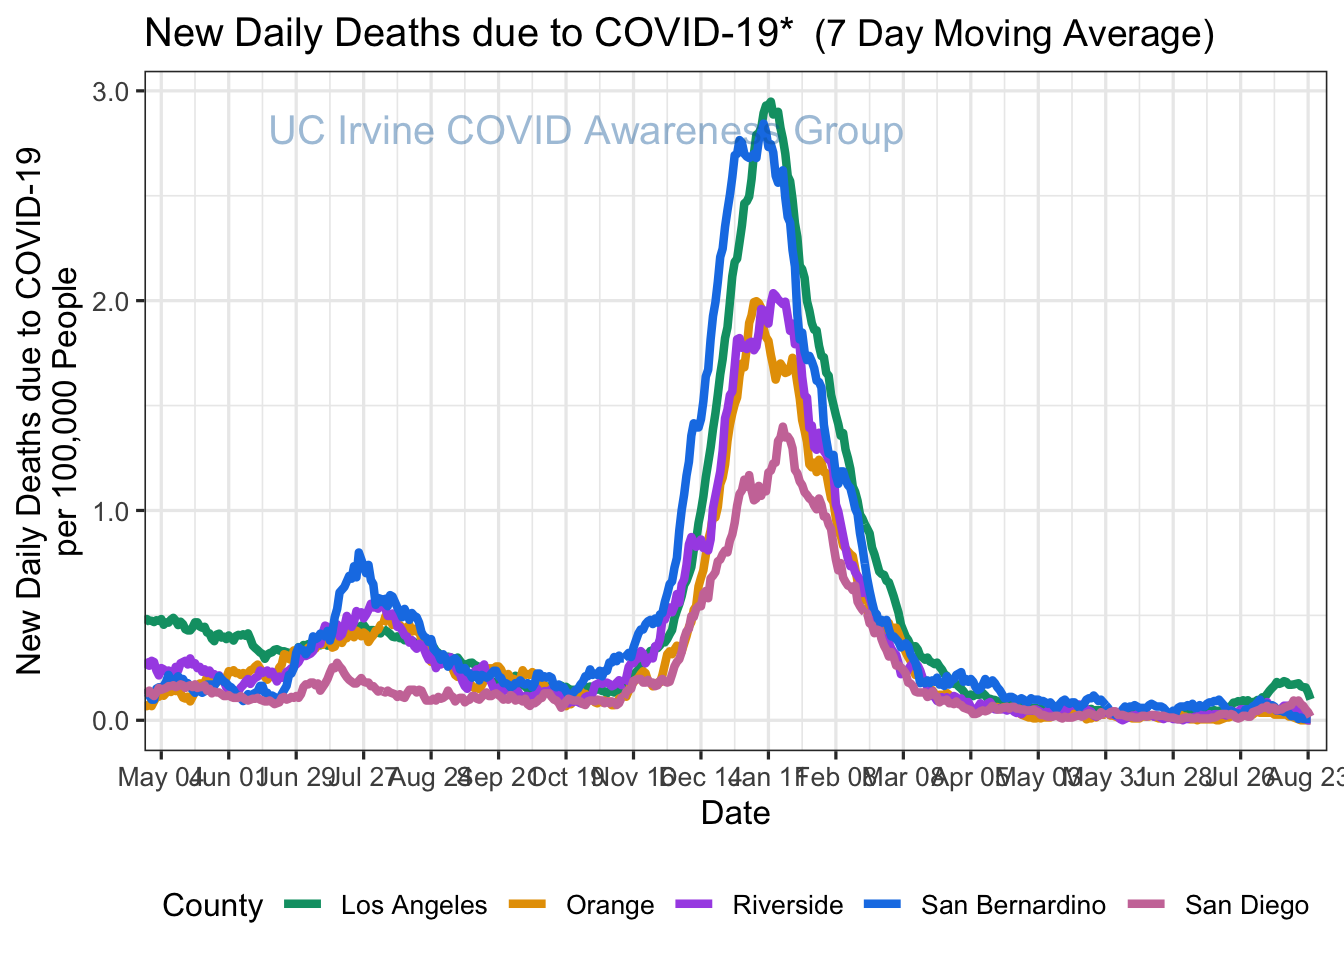 New Daily Deaths due to COVID-19* (7 Day Moving Average)
UC Irvine COVID Awareness Group
New Daily Deaths due to COVID-19
per 100,000 People
3.0
2.0
1.0
0.0
May 04 Jun 01 Jun 29 Jul 27 Aug 24 Sep 20 Oct 19 Nov 16 Dec 14 Jan 11 Feb 08 Mar 08 Apr 05 May 03 May 31 Jun 28 Jul 26 Aug 23
Date
County Los Angeles Orange Riverside San Bernardino San Diego